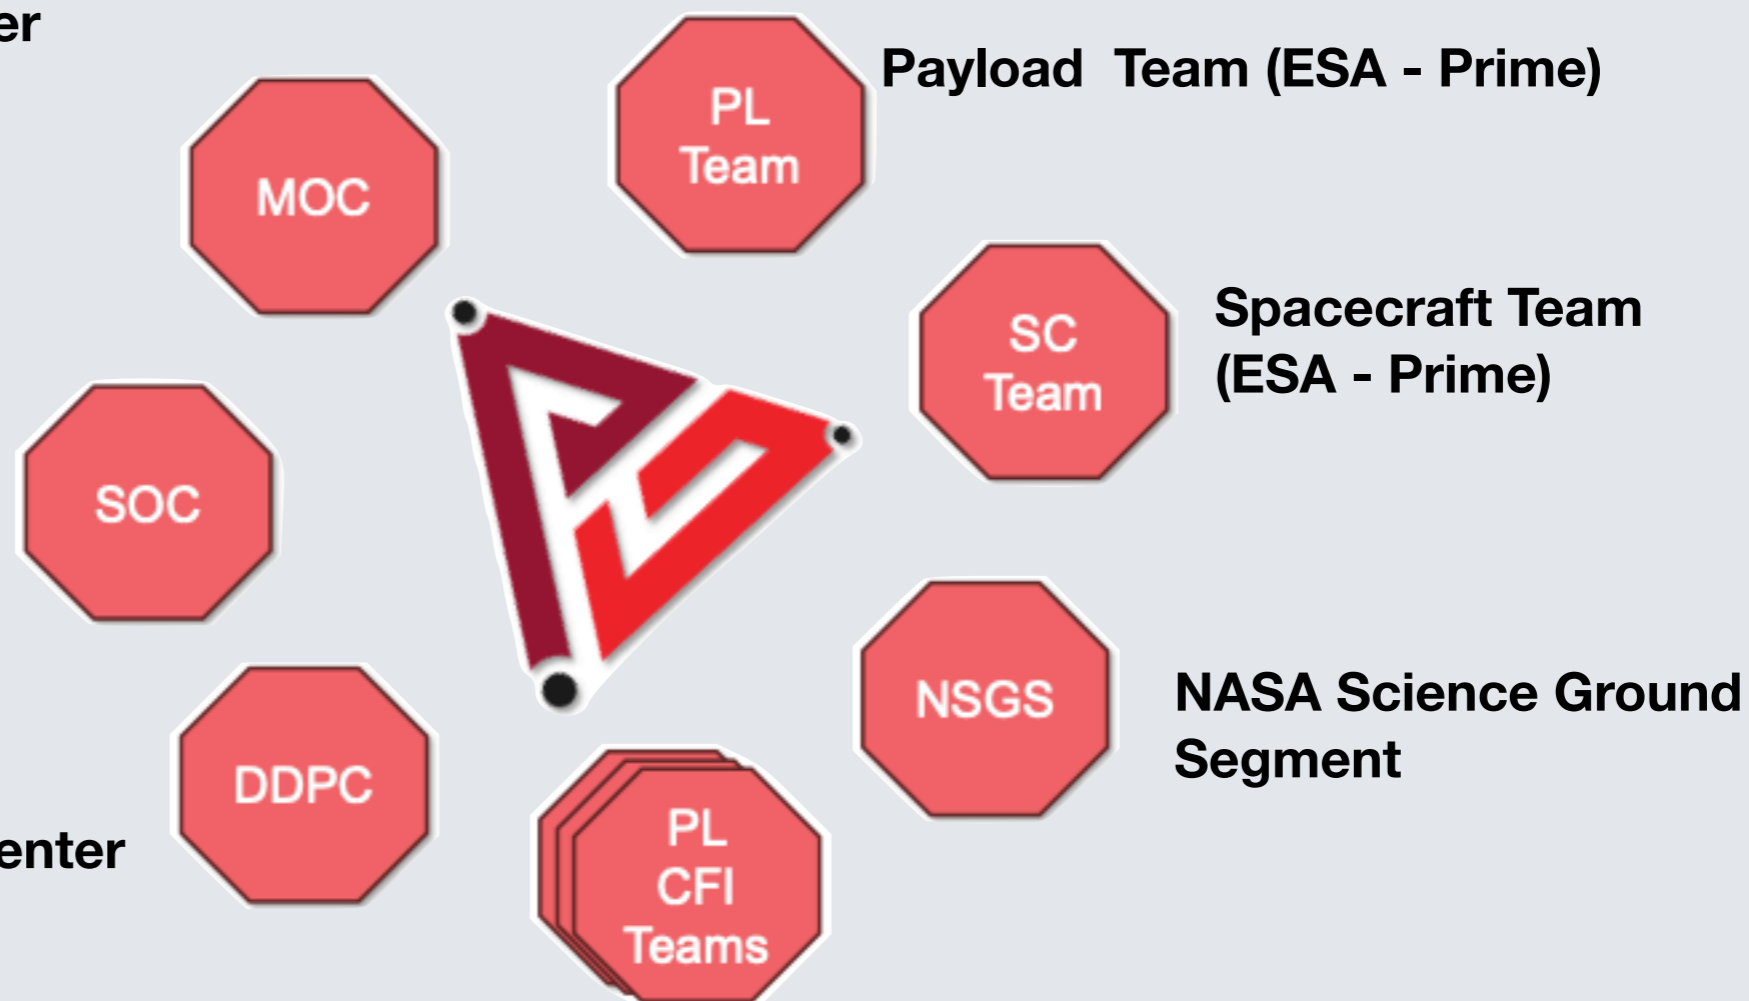 er
Payload  Team (ESA - Prime)
PL
Team
MOC
Spacecraft Team
(ESA - Prime)
SC
Team
SOC
NSGS
NASA Science Ground
Segment
DDPC
enter
PL
CFI
Teams